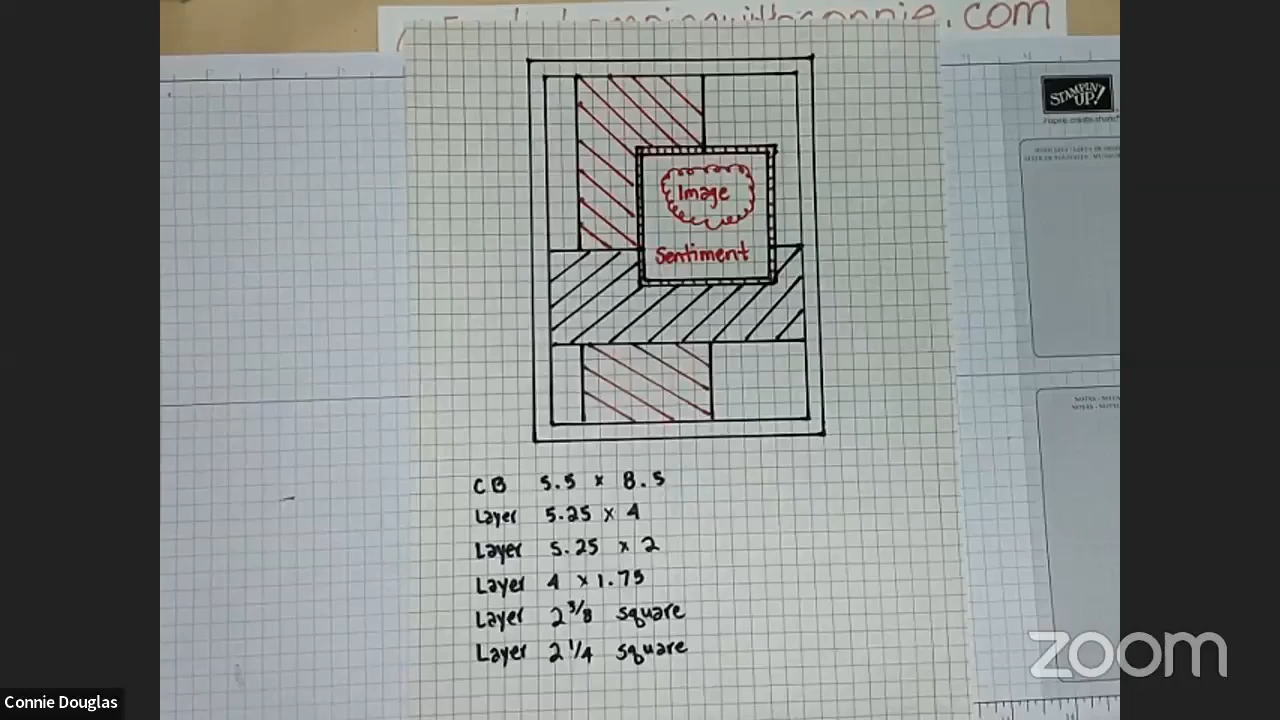 .com
STAMPIN' UP!
Image
Sentiment
CB 5.5 x 8.5
Layer 5.25 x 4
Layer 5.25 x 2
Layer 4 x 1.75
Layer 2 3/8 square
Layer 2 1/4 square
zoom
Connie Douglas